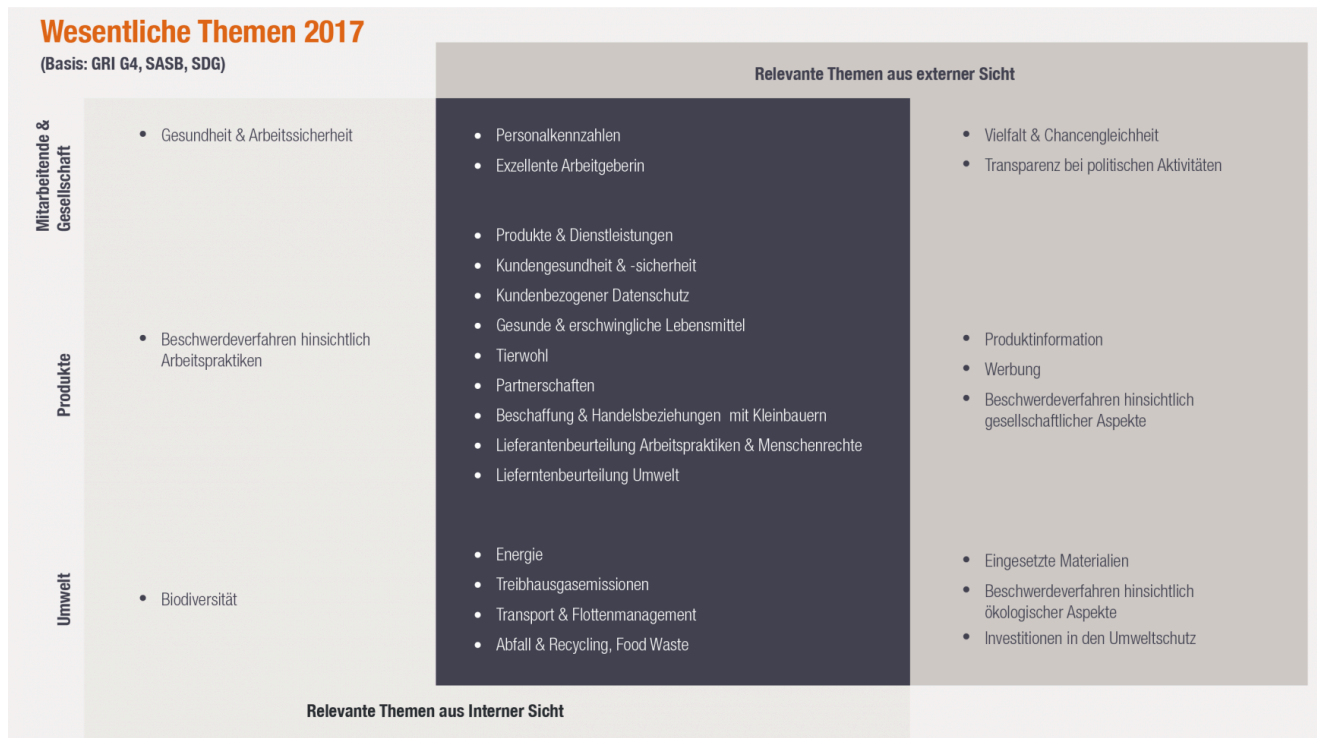 Wesentliche Themen 2017
(Basis: GRI G4, SASB, SDG)
Relevante Themen aus externer Sicht
Mitarbeitende &
Gesellschaft
• Gesundheit & Arbeitssicherheit
• Personalkennzahlen
• Exzellente Arbeitgeberin
• Vielfalt & Chancengleichheit
• Transparenz bei politischen Aktivitäten
Produkte
• Beschwerdeverfahren hinsichtlich
Arbeitspraktiken
• Produkte & Dienstleistungen
• Kundengesundheit & -sicherheit
• Kundenbezogener Datenschutz
• Gesunde & erschwingliche Lebensmittel
• Tierwohl
• Partnerschaften
• Beschaffung & Handelsbeziehungen mit Kleinbauern
• Lieferantenbeurteilung Arbeitspraktiken & Menschenrechte
• Lieferntenbeurteilung Umwelt
• Produktinformation
• Werbung
• Beschwerdeverfahren hinsichtlich
gesellschaftlicher Aspekte
Umwelt
• Biodiversität
• Energie
• Treibhausgasemissionen
• Transport & Flottenmanagement
• Abfall & Recycling, Food Waste
• Eingesetzte Materialien
• Beschwerdeverfahren hinsichtlich
ökologischer Aspekte
• Investitionen in den Umweltschutz
Relevante Themen aus Interner Sicht